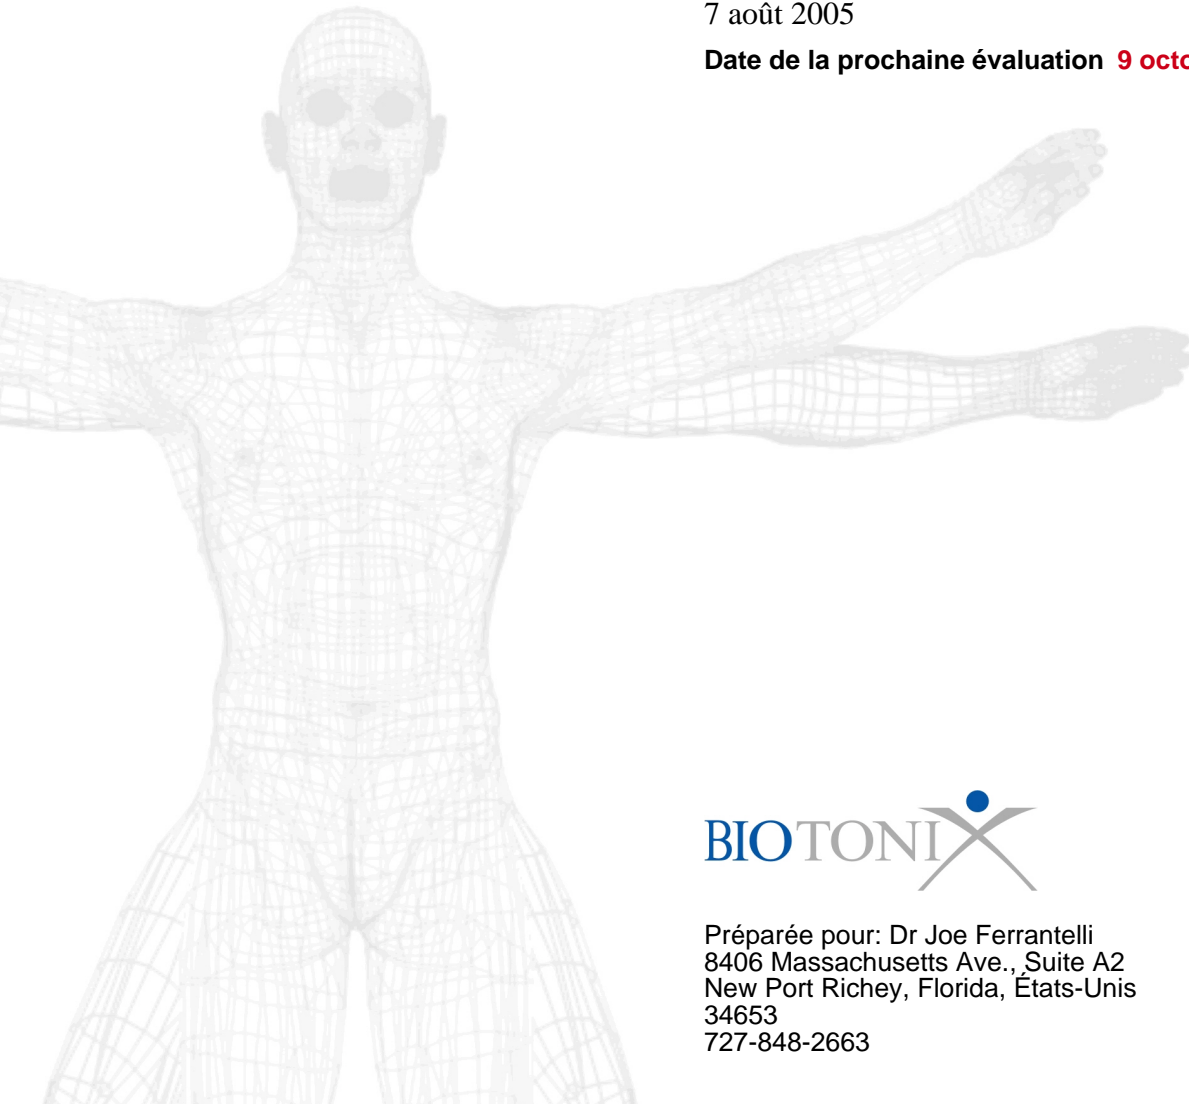 7 août 2005
Date de la prochaine évaluation 9 octo
BIOTONIX
Préparée pour: Dr Joe Ferrantelli
8406 Massachusetts Ave., Suite A2
New Port Richey, Florida, États-Unis
34653
727-848-2663